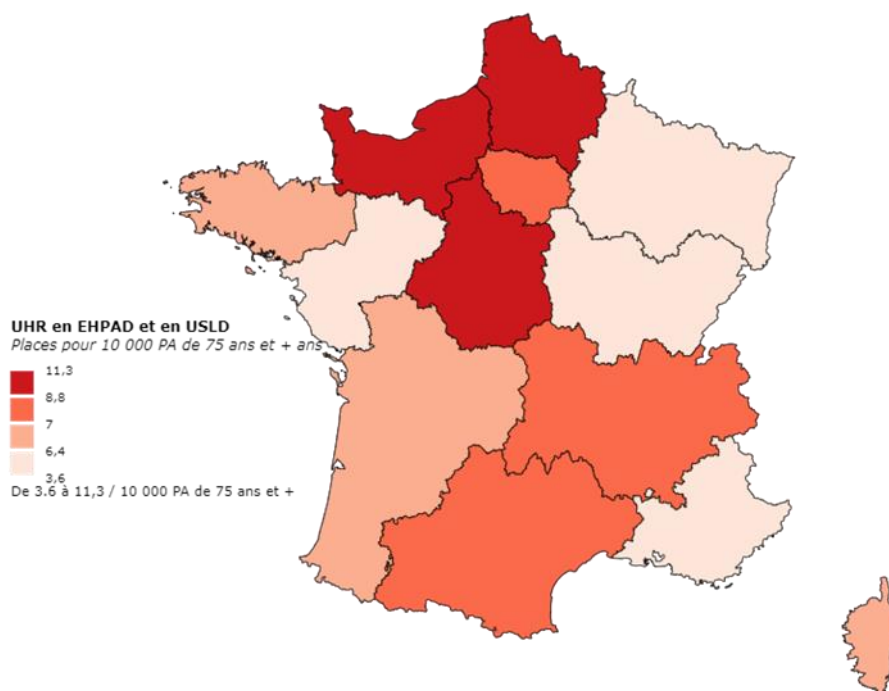 UHR en EHPAD et en USLD
Places pour 10 000 PA de 75 ans et + ans
11,3
8,8
7
6,4
3,6
De 3.6 à 11,3 / 10 000 PA de 75 ans et +